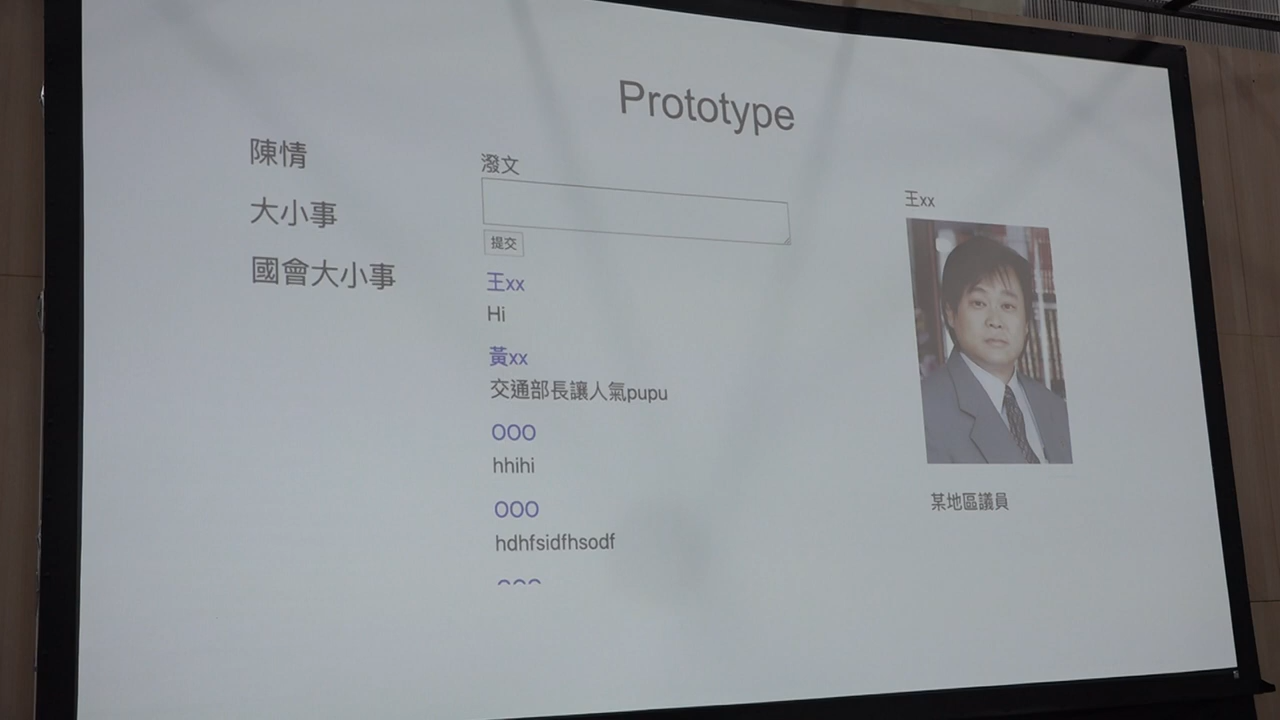 Prototype
陳情
大小事
國會大小事
潑文
提交
王xx
Hi
黃xx
交通部長讓人氣pupu
OOO
hhihi
OOO
hdhfsidfhsodf
王xx
某地區議員